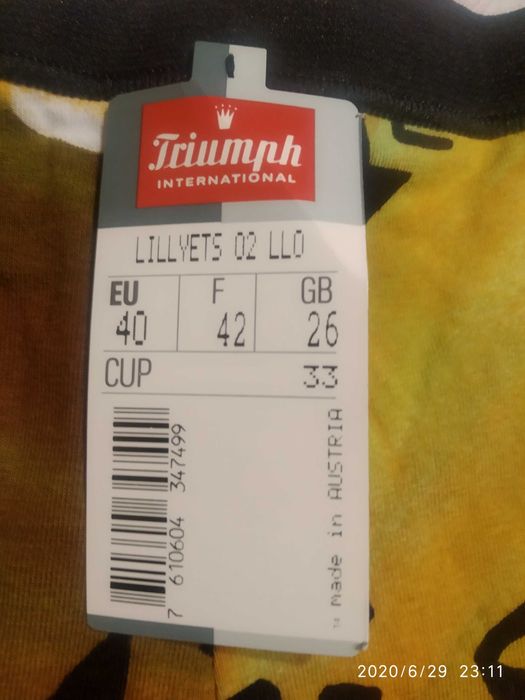 Triumph
INTERNATIONAL
LILLYETS 02 LLO
EU F GB
40 42 26
CUP 33
7 610604 347499
14 made in AUSTRIA
2020/6/29 23:11